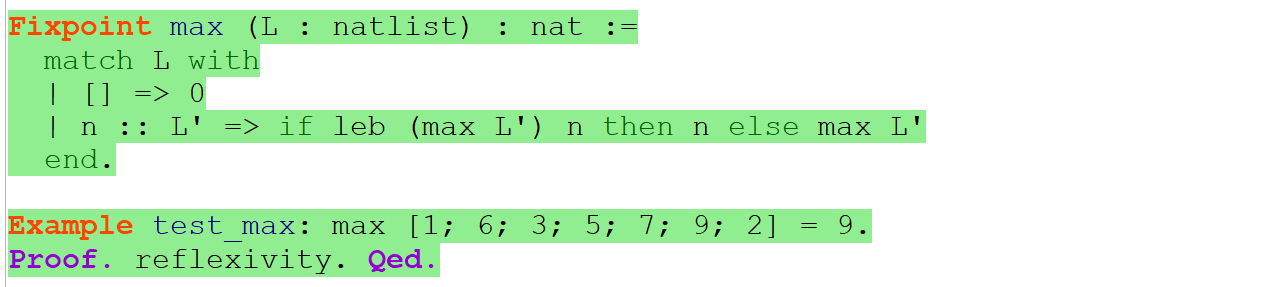 Fixpoint max (L : natlist) : nat :=
  match L with
  | [] => 0
  | n :: L' => if leb (max L') n then n else max L'
  end.

Example test_max: max [1; 6; 3; 5; 7; 9; 2] = 9.
Proof. reflexivity. Qed.